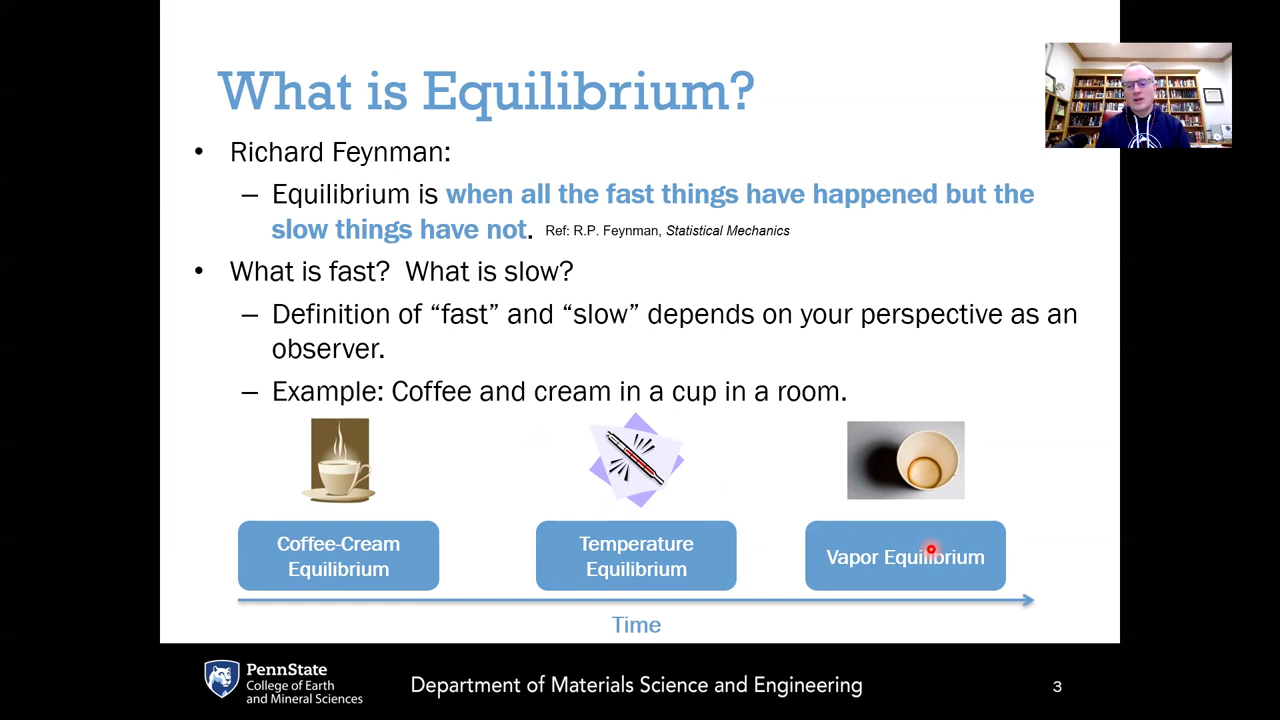 What is Equilibrium?
• Richard Feynman:
– Equilibrium is when all the fast things have happened but the
slow things have not. Ref: R.P. Feynman, Statistical Mechanics
• What is fast? What is slow?
– Definition of “fast” and “slow” depends on your perspective as an
observer.
– Example: Coffee and cream in a cup in a room.
Coffee-Cream
Equilibrium
Temperature
Equilibrium
Vapor Equilibrium
Time
PennState
College of Earth
and Mineral Sciences
Department of Materials Science and Engineering
3